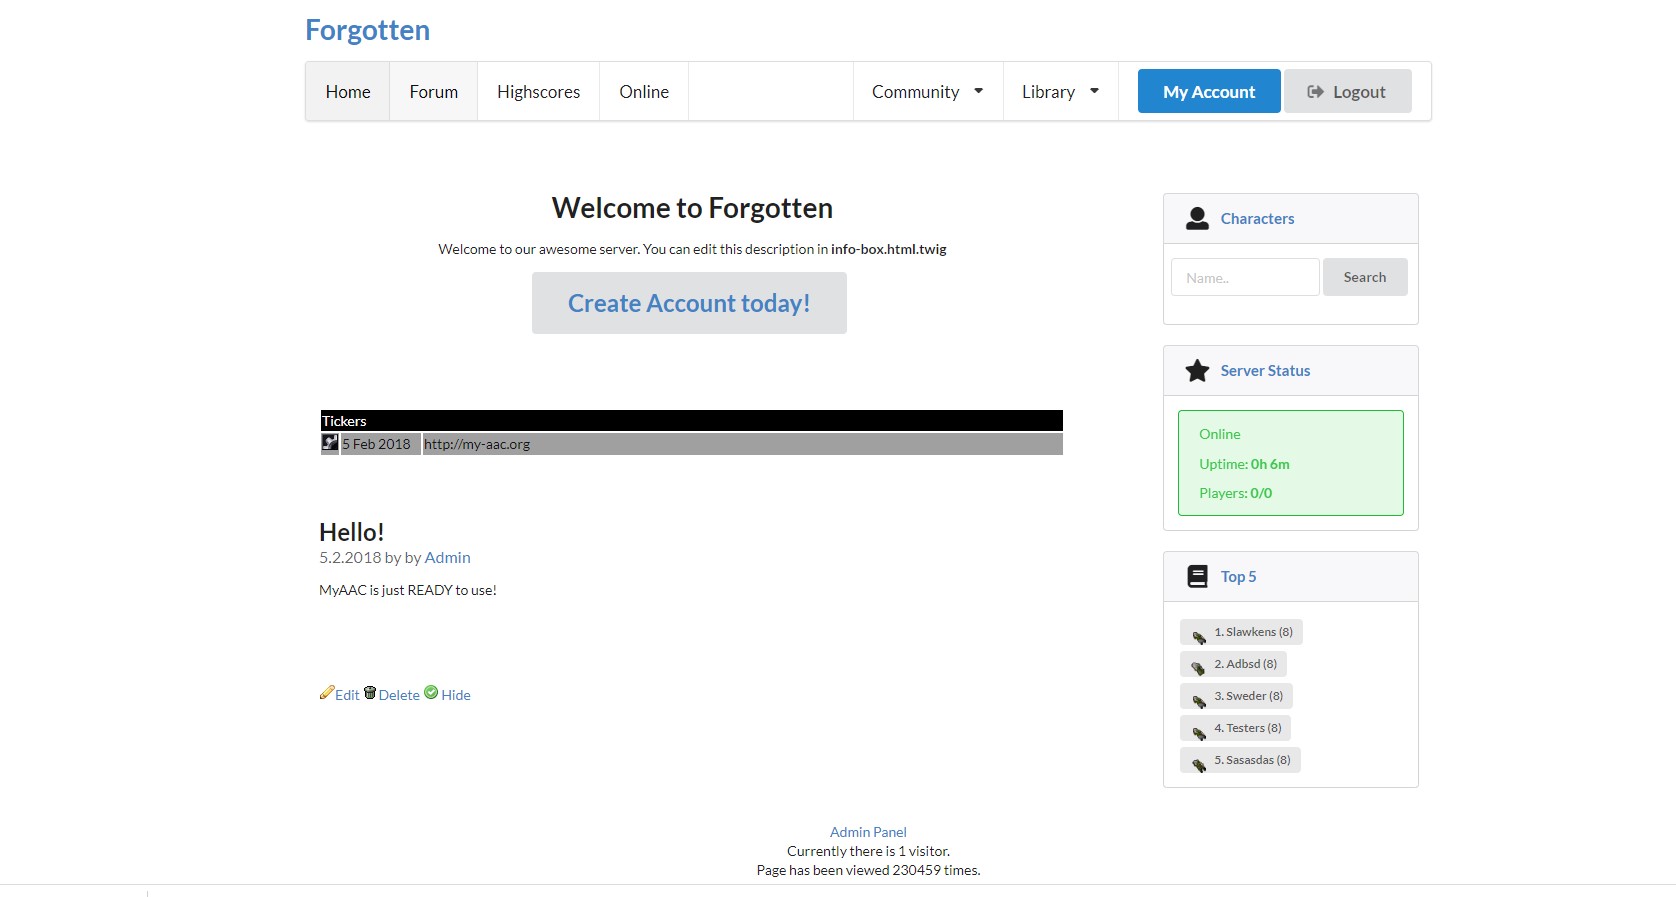 Forgotten
Home Forum Highscores Online Community Library My Account Logout
Welcome to Forgotten
Welcome to our awesome server. You can edit this description in info-box.html.twig
Create Account today!
Tickers
5 Feb 2018 http://my-aac.org
Hello!
5.2.2018 by by Admin
MyAAC is just READY to use!
Edit Delete Hide
Characters
Name.. Search
Server Status
Online
Uptime: 0h 6m
Players: 0/0
Top 5
1. Slawkens (8)
2. Adbsd (8)
3. Sweder (8)
4. Testers (8)
5. Sasasdas (8)
Admin Panel
Currently there is 1 visitor.
Page has been viewed 230459 times.